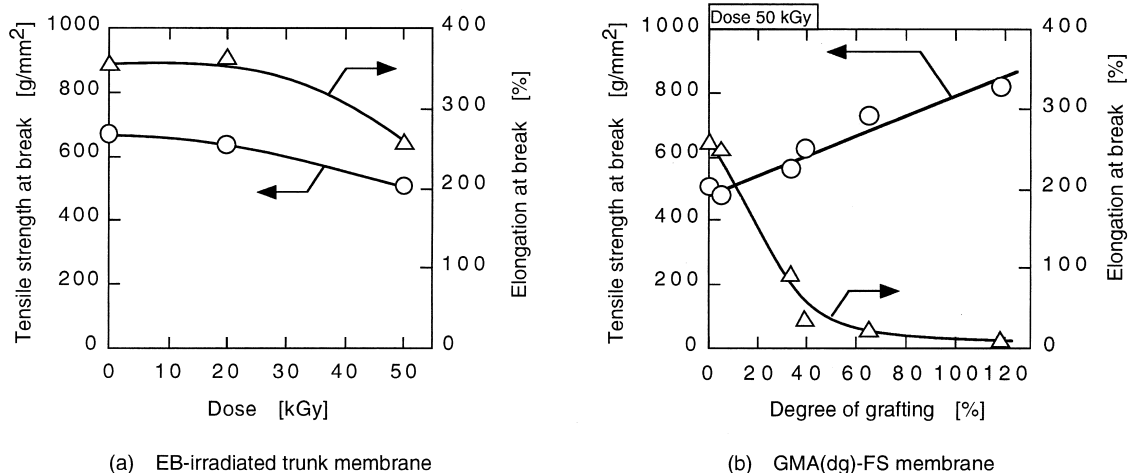 Tensile strength at break [g/mm²]
1000
800
600
400
200
0
400
300
200
100
0
Elongation at break [%]
0 10 20 30 40 50
Dose [kGy]
(a) EB-irradiated trunk membrane
Dose 50 kGy
Tensile strength at break [g/mm²]
1000
800
600
400
200
0
400
300
200
100
0
Elongation at break [%]
0 20 40 60 80 100 120
Degree of grafting [%]
(b) GMA(dg)-FS membrane